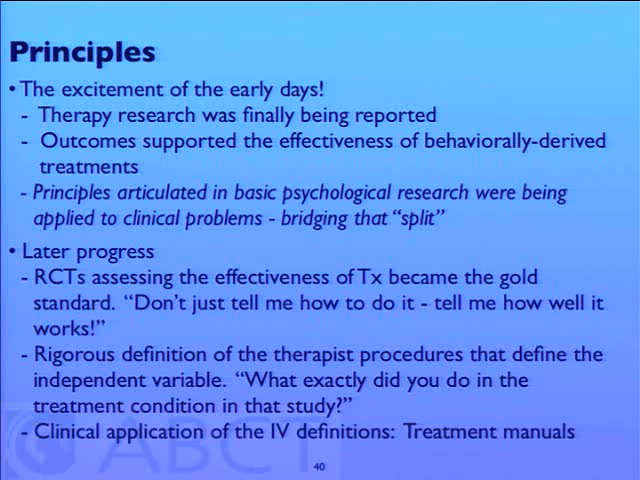 Principles
• The excitement of the early days!
- Therapy research was finally being reported
- Outcomes supported the effectiveness of behaviorally-derived
treatments
- Principles articulated in basic psychological research were being
applied to clinical problems - bridging that “split”
• Later progress
- RCTs assessing the effectiveness of Tx became the gold
standard. “Don’t just tell me how to do it - tell me how well it
works!”
- Rigorous definition of the therapist procedures that define the
independent variable. “What exactly did you do in the
treatment condition in that study?”
- Clinical application of the IV definitions: Treatment manuals
ABCT
40